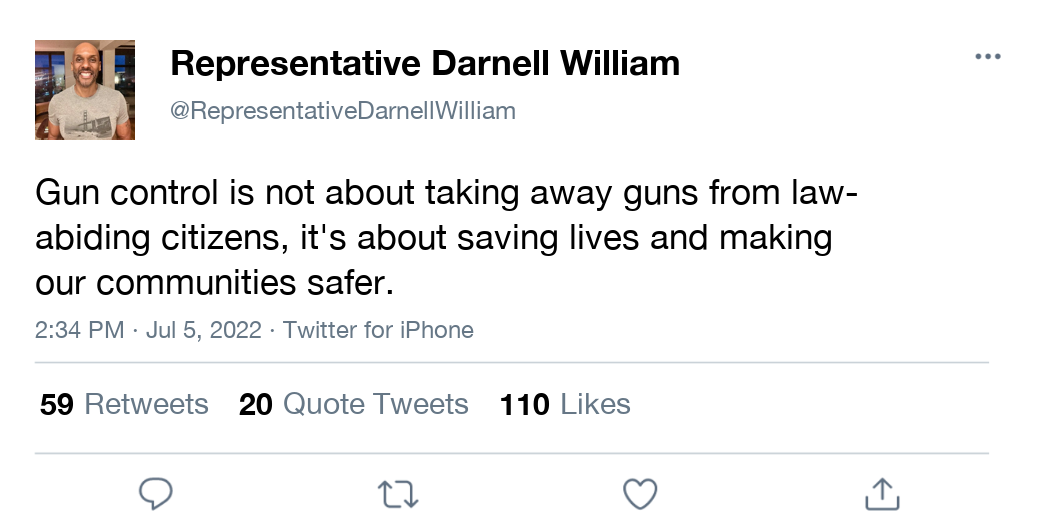 Representative Darnell William
@RepresentativeDarnellWilliam
Gun control is not about taking away guns from law-
abiding citizens, it's about saving lives and making
our communities safer.
2:34 PM · Jul 5, 2022 · Twitter for iPhone
59 Retweets 20 Quote Tweets 110 Likes